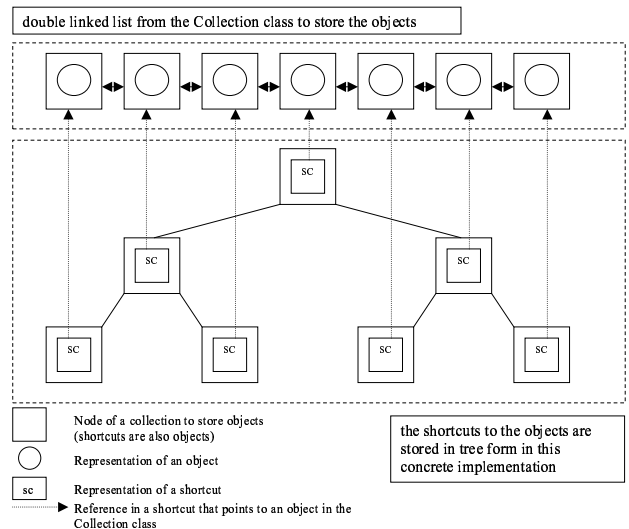 double linked list from the Collection class to store the objects
sc
sc
sc
sc
sc
sc
sc
Node of a collection to store objects
(shortcuts are also objects)
Representation of an object
sc
Representation of a shortcut
Reference in a shortcut that points to an object in the
Collection class
the shortcuts to the objects are
stored in tree form in this
concrete implementation